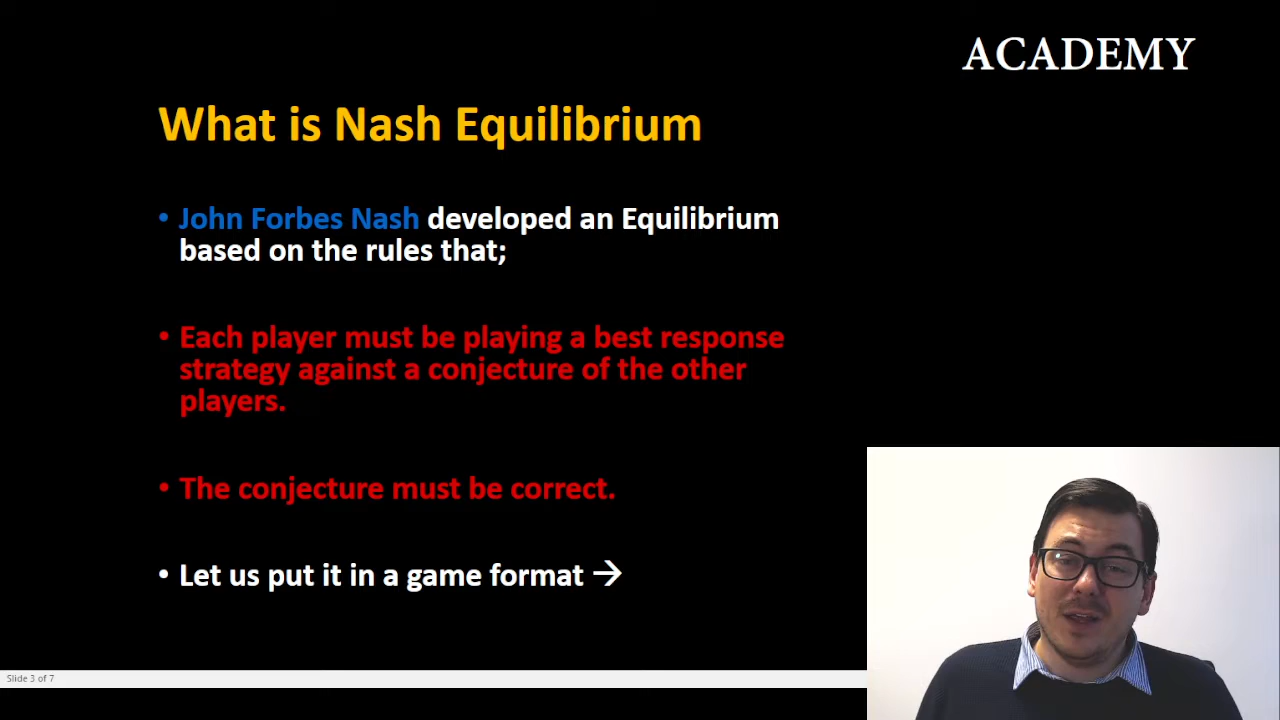 ACADEMY
What is Nash Equilibrium
• John Forbes Nash developed an Equilibrium
based on the rules that;
• Each player must be playing a best response
strategy against a conjecture of the other
players.
• The conjecture must be correct.
• Let us put it in a game format →
Slide 3 of 7